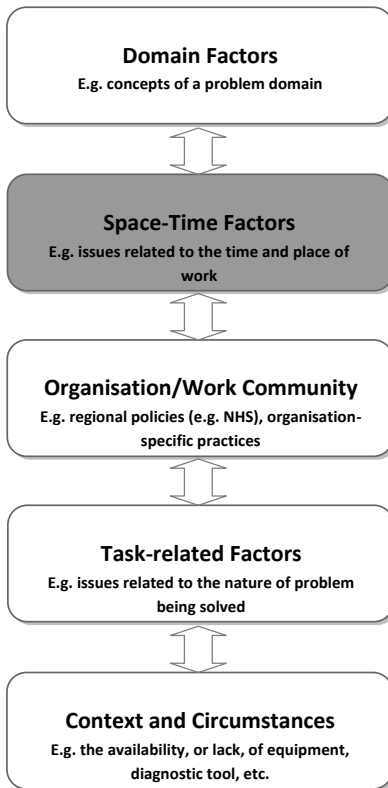 Domain Factors
E.g. concepts of a problem domain
Space-Time Factors
E.g. issues related to the time and place of
work
Organisation/Work Community
E.g. regional policies (e.g. NHS), organisation-
specific practices
Task-related Factors
E.g. issues related to the nature of problem
being solved
Context and Circumstances
E.g. the availability, or lack, of equipment,
diagnostic tool, etc.